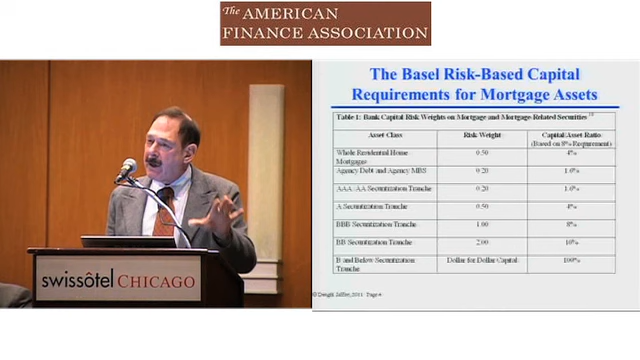 The AMERICAN
FINANCE ASSOCIATION
The Basel Risk-Based Capital
Requirements for Mortgage Assets
Table 1: Bank Capital Risk Weights on Mortgage and Mortgage-Related Securities
Asset Class Risk Weight Capital/Asset Ratio
(Based on 8% Requirement)
Whole Residential Home 0.50 4%
Mortgages
Agency Debt and Agency MBS 0.20 1.6%
AAA/AA Securitization Tranche 0.20 1.6%
A Securitization Tranche 0.50 4%
BBB Securitization Tranche 1.00 8%
BB Securitization Tranche 2.00 16%
B and Below Securitization Dollar for Dollar Capital 100%
Tranche
2011 Page 4
swissôtel CHICAGO